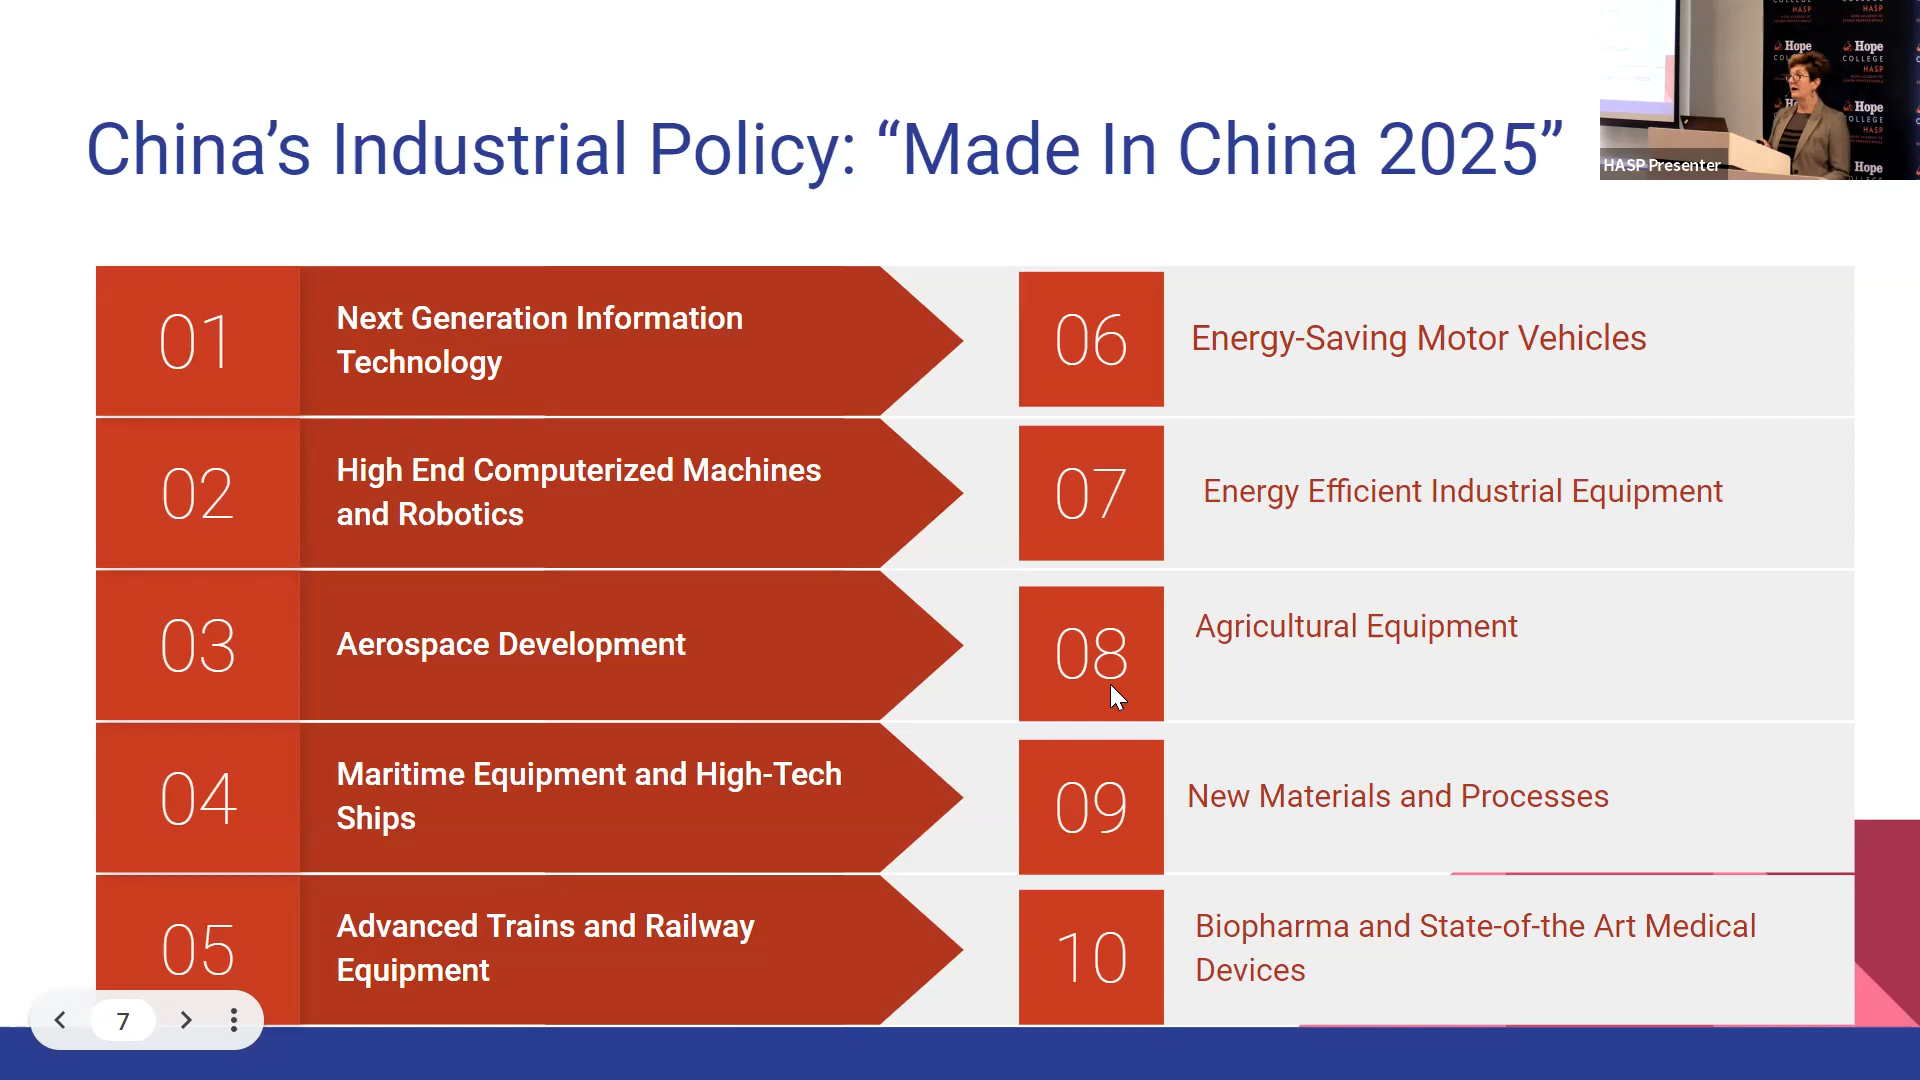 China’s Industrial Policy: “Made In China 2025”
01
Next Generation Information
Technology
02
High End Computerized Machines
and Robotics
03
Aerospace Development
04
Maritime Equipment and High-Tech
Ships
05
Advanced Trains and Railway
Equipment
06
Energy-Saving Motor Vehicles
07
Energy Efficient Industrial Equipment
08
Agricultural Equipment
09
New Materials and Processes
10
Biopharma and State-of-the Art Medical
Devices
7
HASP Presenter
HASP
HASP
Hope
Hope
COLLEGE
HASP
Hope
COLLEGE
HASP
Hope